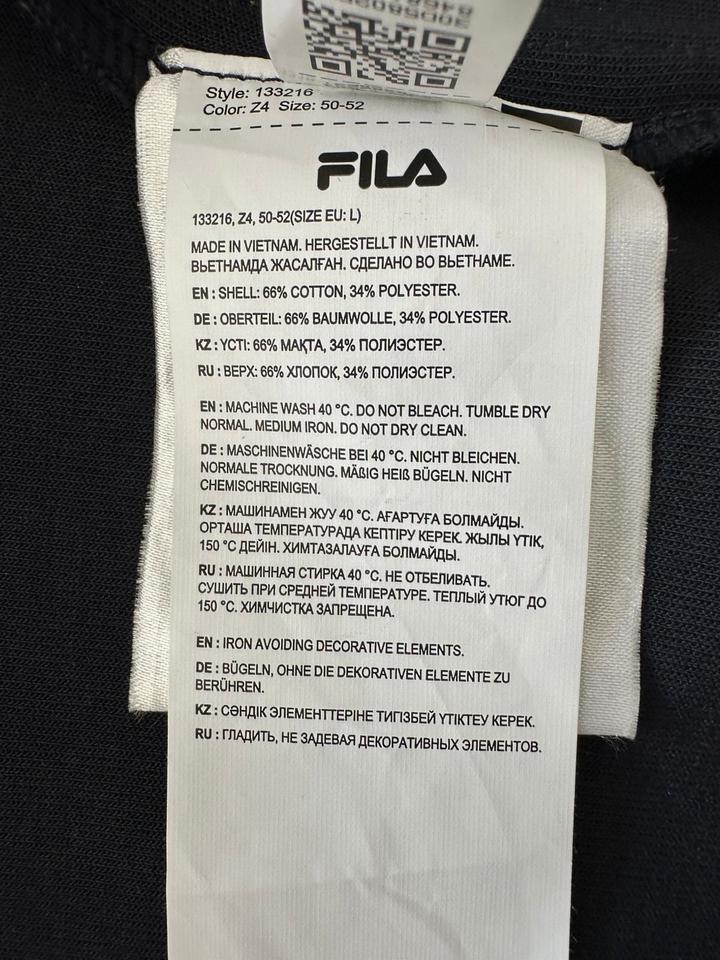 Style: 133216
Color: Z4 Size: 50-52
FILA
133216, Z4, 50-52(SIZE EU: L)
MADE IN VIETNAM. HERGESTELLT IN VIETNAM.
ВЬЕТНАМДА ЖАСАЛҒАН. СДЕЛАНО ВО ВЬЕТНАМЕ.
EN : SHELL: 66% COTTON, 34% POLYESTER.
DE : OBERTEIL: 66% BAUMWOLLE, 34% POLYESTER.
KZ : ҮСТІ: 66% МАҚТА, 34% ПОЛИЭСТЕР.
RU : ВЕРХ: 66% ХЛОПОК, 34% ПОЛИЭСТЕР.
EN : MACHINE WASH 40 °C. DO NOT BLEACH. TUMBLE DRY
NORMAL. MEDIUM IRON. DO NOT DRY CLEAN.
DE : MASCHINENWÄSCHE BEI 40 °C. NICHT BLEICHEN.
NORMALE TROCKNUNG. MÄßIG HEIß BÜGELN. NICHT
CHEMISCHREINIGEN.
KZ : МАШИНАМЕН ЖУУ 40 °C. АҒАРТУҒА БОЛМАЙДЫ.
ОРТАША ТЕМПЕРАТУРАДА КЕПТІРУ КЕРЕК. ЖЫЛЫ ҮТІК,
150 °C ДЕЙІН. ХИМТАЗАЛАУҒА БОЛМАЙДЫ.
RU : МАШИННАЯ СТИРКА 40 °C. НЕ ОТБЕЛИВАТЬ.
СУШИТЬ ПРИ СРЕДНЕЙ ТЕМПЕРАТУРЕ. ТЕПЛЫЙ УТЮГ ДО
150 °C. ХИМЧИСТКА ЗАПРЕЩЕНА.
EN : IRON AVOIDING DECORATIVE ELEMENTS.
DE : BÜGELN, OHNE DIE DEKORATIVEN ELEMENTE ZU
BERÜHREN.
KZ : СӘНДІК ЭЛЕМЕНТТЕРІНЕ ТИГІЗБЕЙ ҮТІКТЕУ КЕРЕК.
RU : ГЛАДИТЬ, НЕ ЗАДЕВАЯ ДЕКОРАТИВНЫХ ЭЛЕМЕНТОВ.